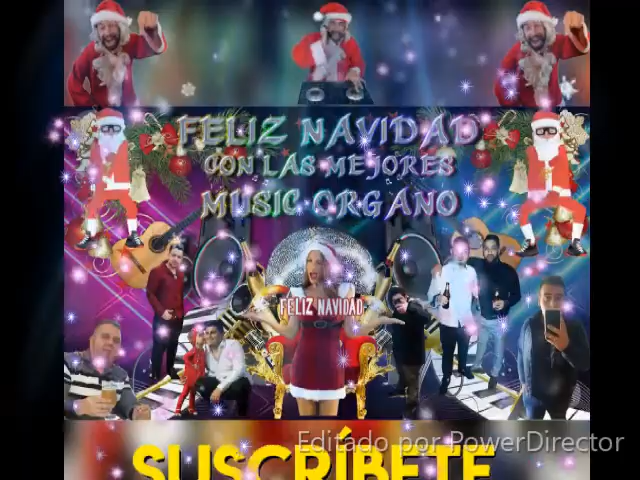 FELIZ NAVIDAD
CON LAS MEJORES
MUSIC ORGANO
FELIZ NAVIDAD
Editado por PowerDirector
SUSCRÍBETE